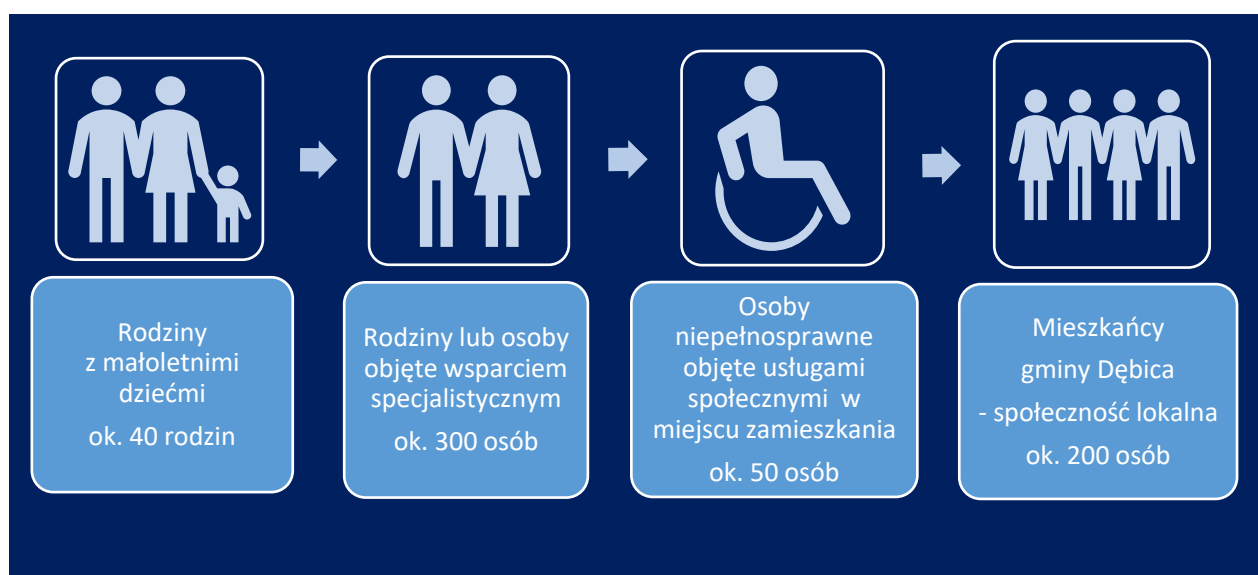 Rodziny
z małoletnimi
dziećmi
ok. 40 rodzin
Rodziny lub osoby
objęte wsparciem
specjalistycznym
ok. 300 osób
Osoby
niepełnosprawne
objęte usługami
społecznymi w
miejscu zamieszkania
ok. 50 osób
Mieszkańcy
gminy Dębica
- społeczność lokalna
ok. 200 osób